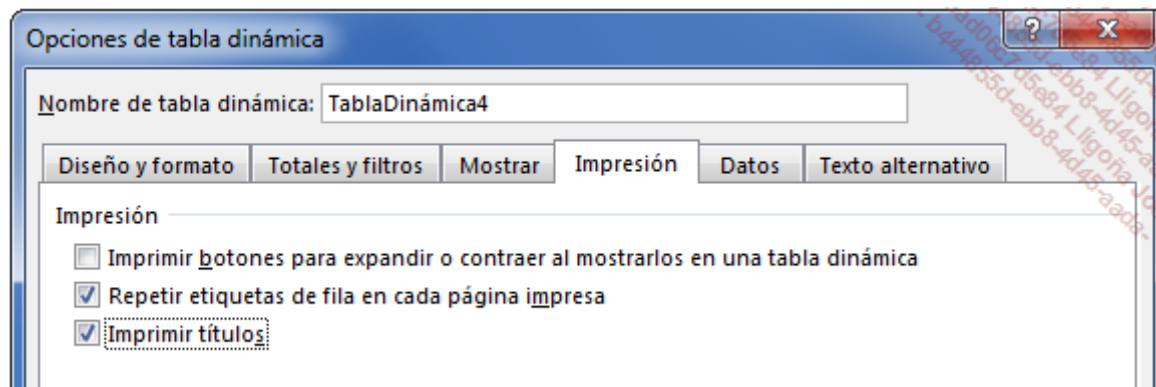 Opciones de tabla dinámica
Nombre de tabla dinámica: TablaDinámica4
Diseño y formato Totales y filtros Mostrar Impresión Datos Texto alternativo
Impresión
Imprimir botones para expandir o contraer al mostrarlos en una tabla dinámica
Repetir etiquetas de fila en cada página impresa
Imprimir títulos